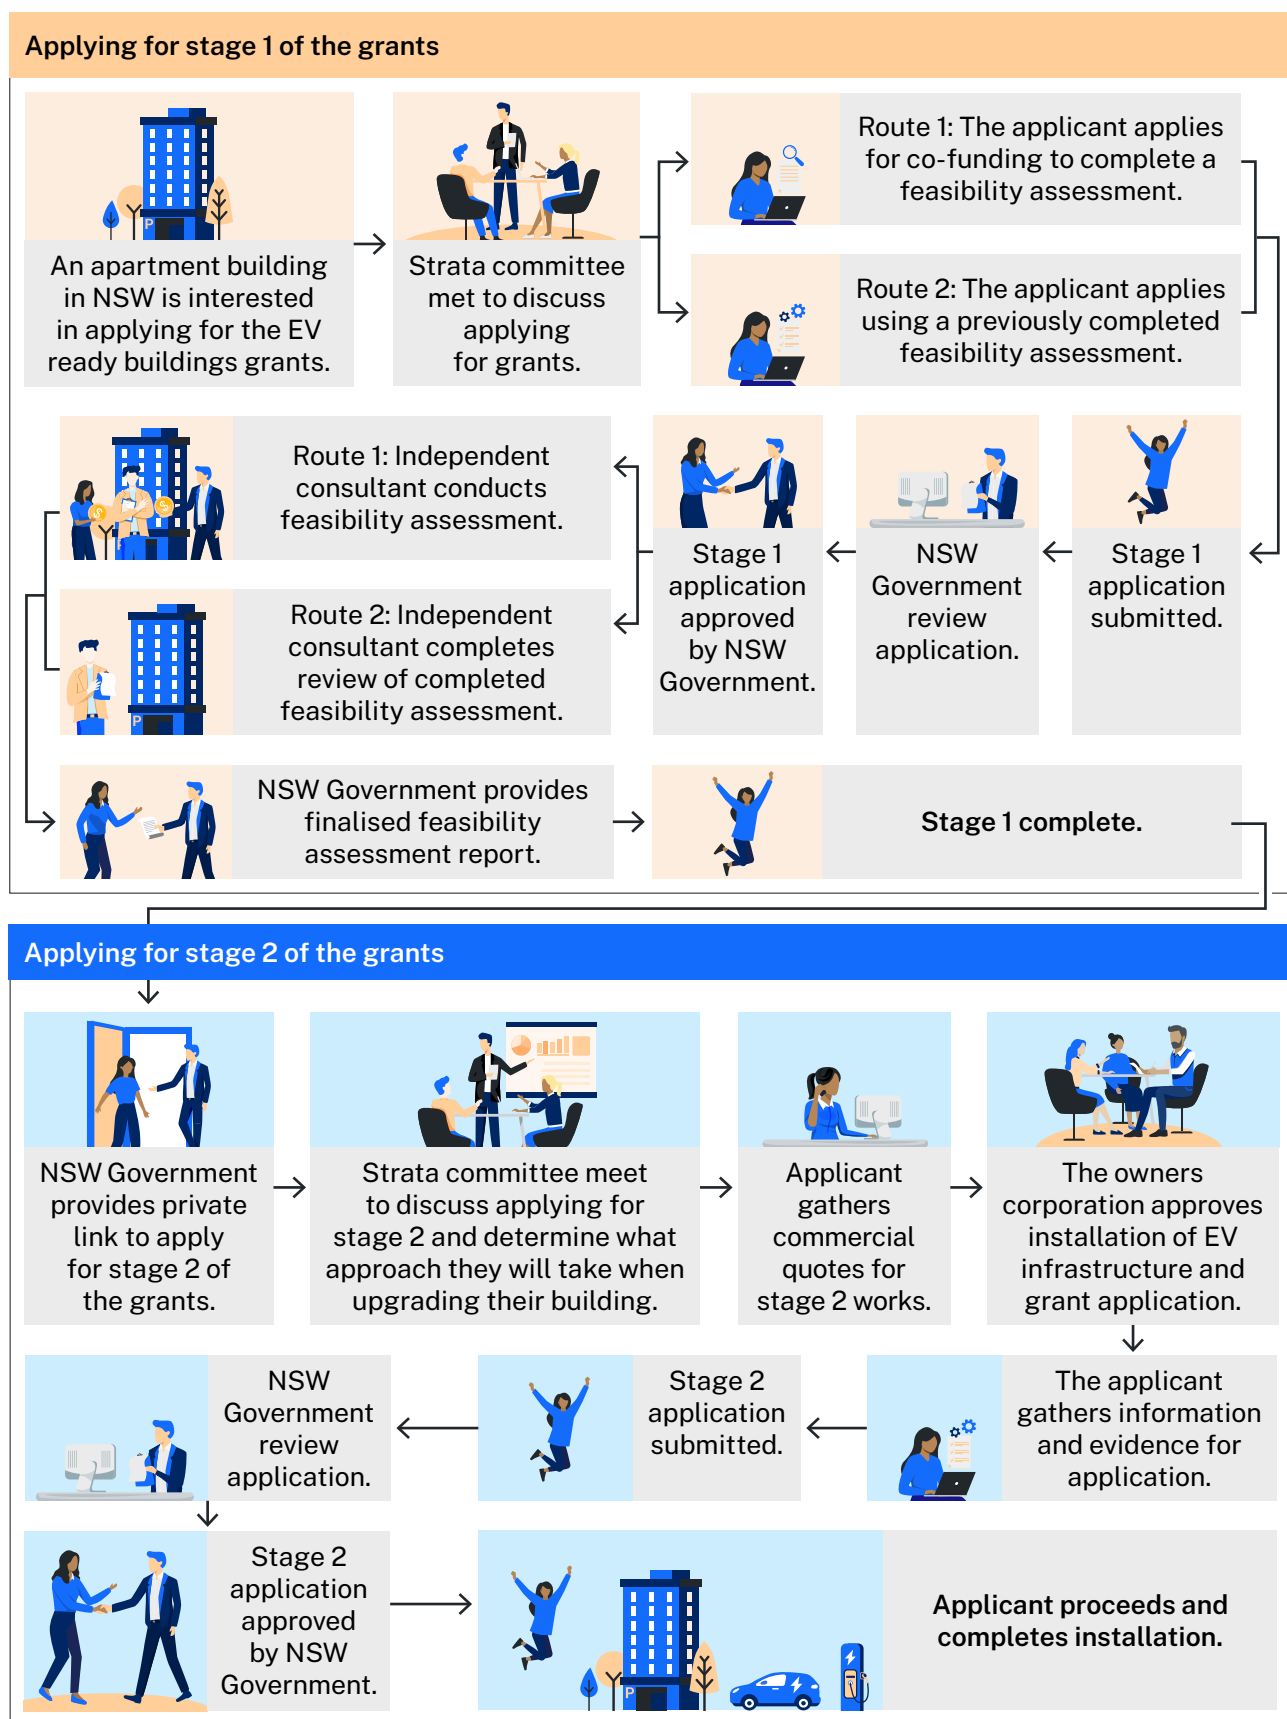 Applying for stage 1 of the grants
An apartment building
in NSW is interested
in applying for the EV
ready buildings grants.
Strata committee
met to discuss
applying
for grants.
Route 1: The applicant applies
for co-funding to complete a
feasibility assessment.
Route 2: The applicant applies
using a previously completed
feasibility assessment.
Stage 1
application
submitted.
NSW
Government
review
application.
Stage 1
application
approved
by NSW
Government.
Route 1: Independent
consultant conducts
feasibility assessment.
Route 2: Independent
consultant completes
review of completed
feasibility assessment.
NSW Government provides
finalised feasibility
assessment report.
Stage 1 complete.
Applying for stage 2 of the grants
NSW Government
provides private
link to apply
for stage 2 of
the grants.
Strata committee meet
to discuss applying for
stage 2 and determine what
approach they will take when
upgrading their building.
Applicant
gathers
commercial
quotes for
stage 2 works.
The owners
corporation approves
installation of EV
infrastructure and
grant application.
The applicant
gathers information
and evidence for
application.
Stage 2
application
submitted.
NSW
Government
review
application.
Stage 2
application
approved
by NSW
Government.
Applicant proceeds and
completes installation.
P
P
P